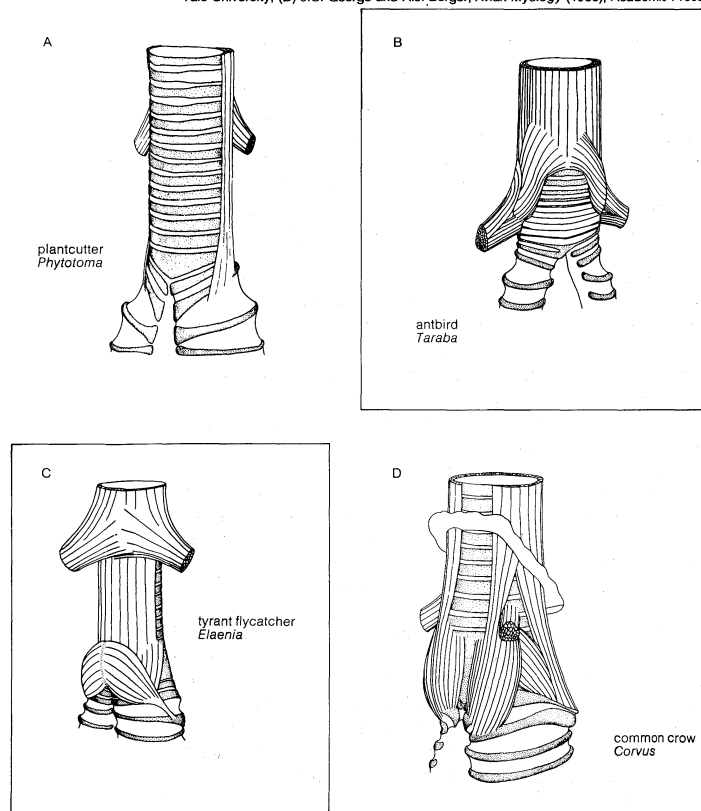 Yale University; (D) J.C. George and A.J. Berger, Avian Myology (1966), Academic Press
A
plantcutter
Phytotoma
B
antbird
Taraba
C
tyrant flycatcher
Elaenia
D
common crow
Corvus